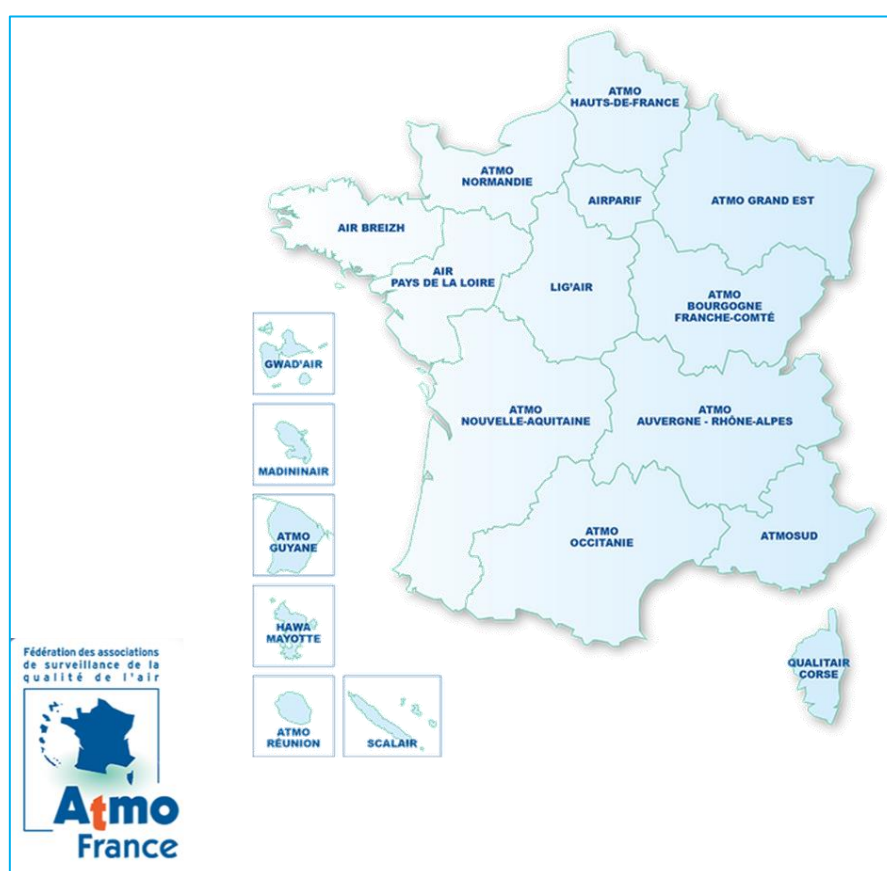 ATMO
HAUTS-DE-FRANCE
ATMO
NORMANDIE
AIRPARIF
ATMO GRAND EST
AIR BREIZH
AIR
PAYS DE LA LOIRE
LIG'AIR
ATMO
BOURGOGNE
FRANCHE-COMTÉ
GWAD'AIR
ATMO
NOUVELLE-AQUITAINE
ATMO
AUVERGNE - RHÔNE-ALPES
MADININAIR
ATMO
GUYANE
ATMO
OCCITANIE
ATMOSUD
HAWA
MAYOTTE
QUALITAIR
CORSE
ATMO
RÉUNION
SCALAIR
Fédération des associations
de surveillance de la
qualité de l'air
Atmo
France